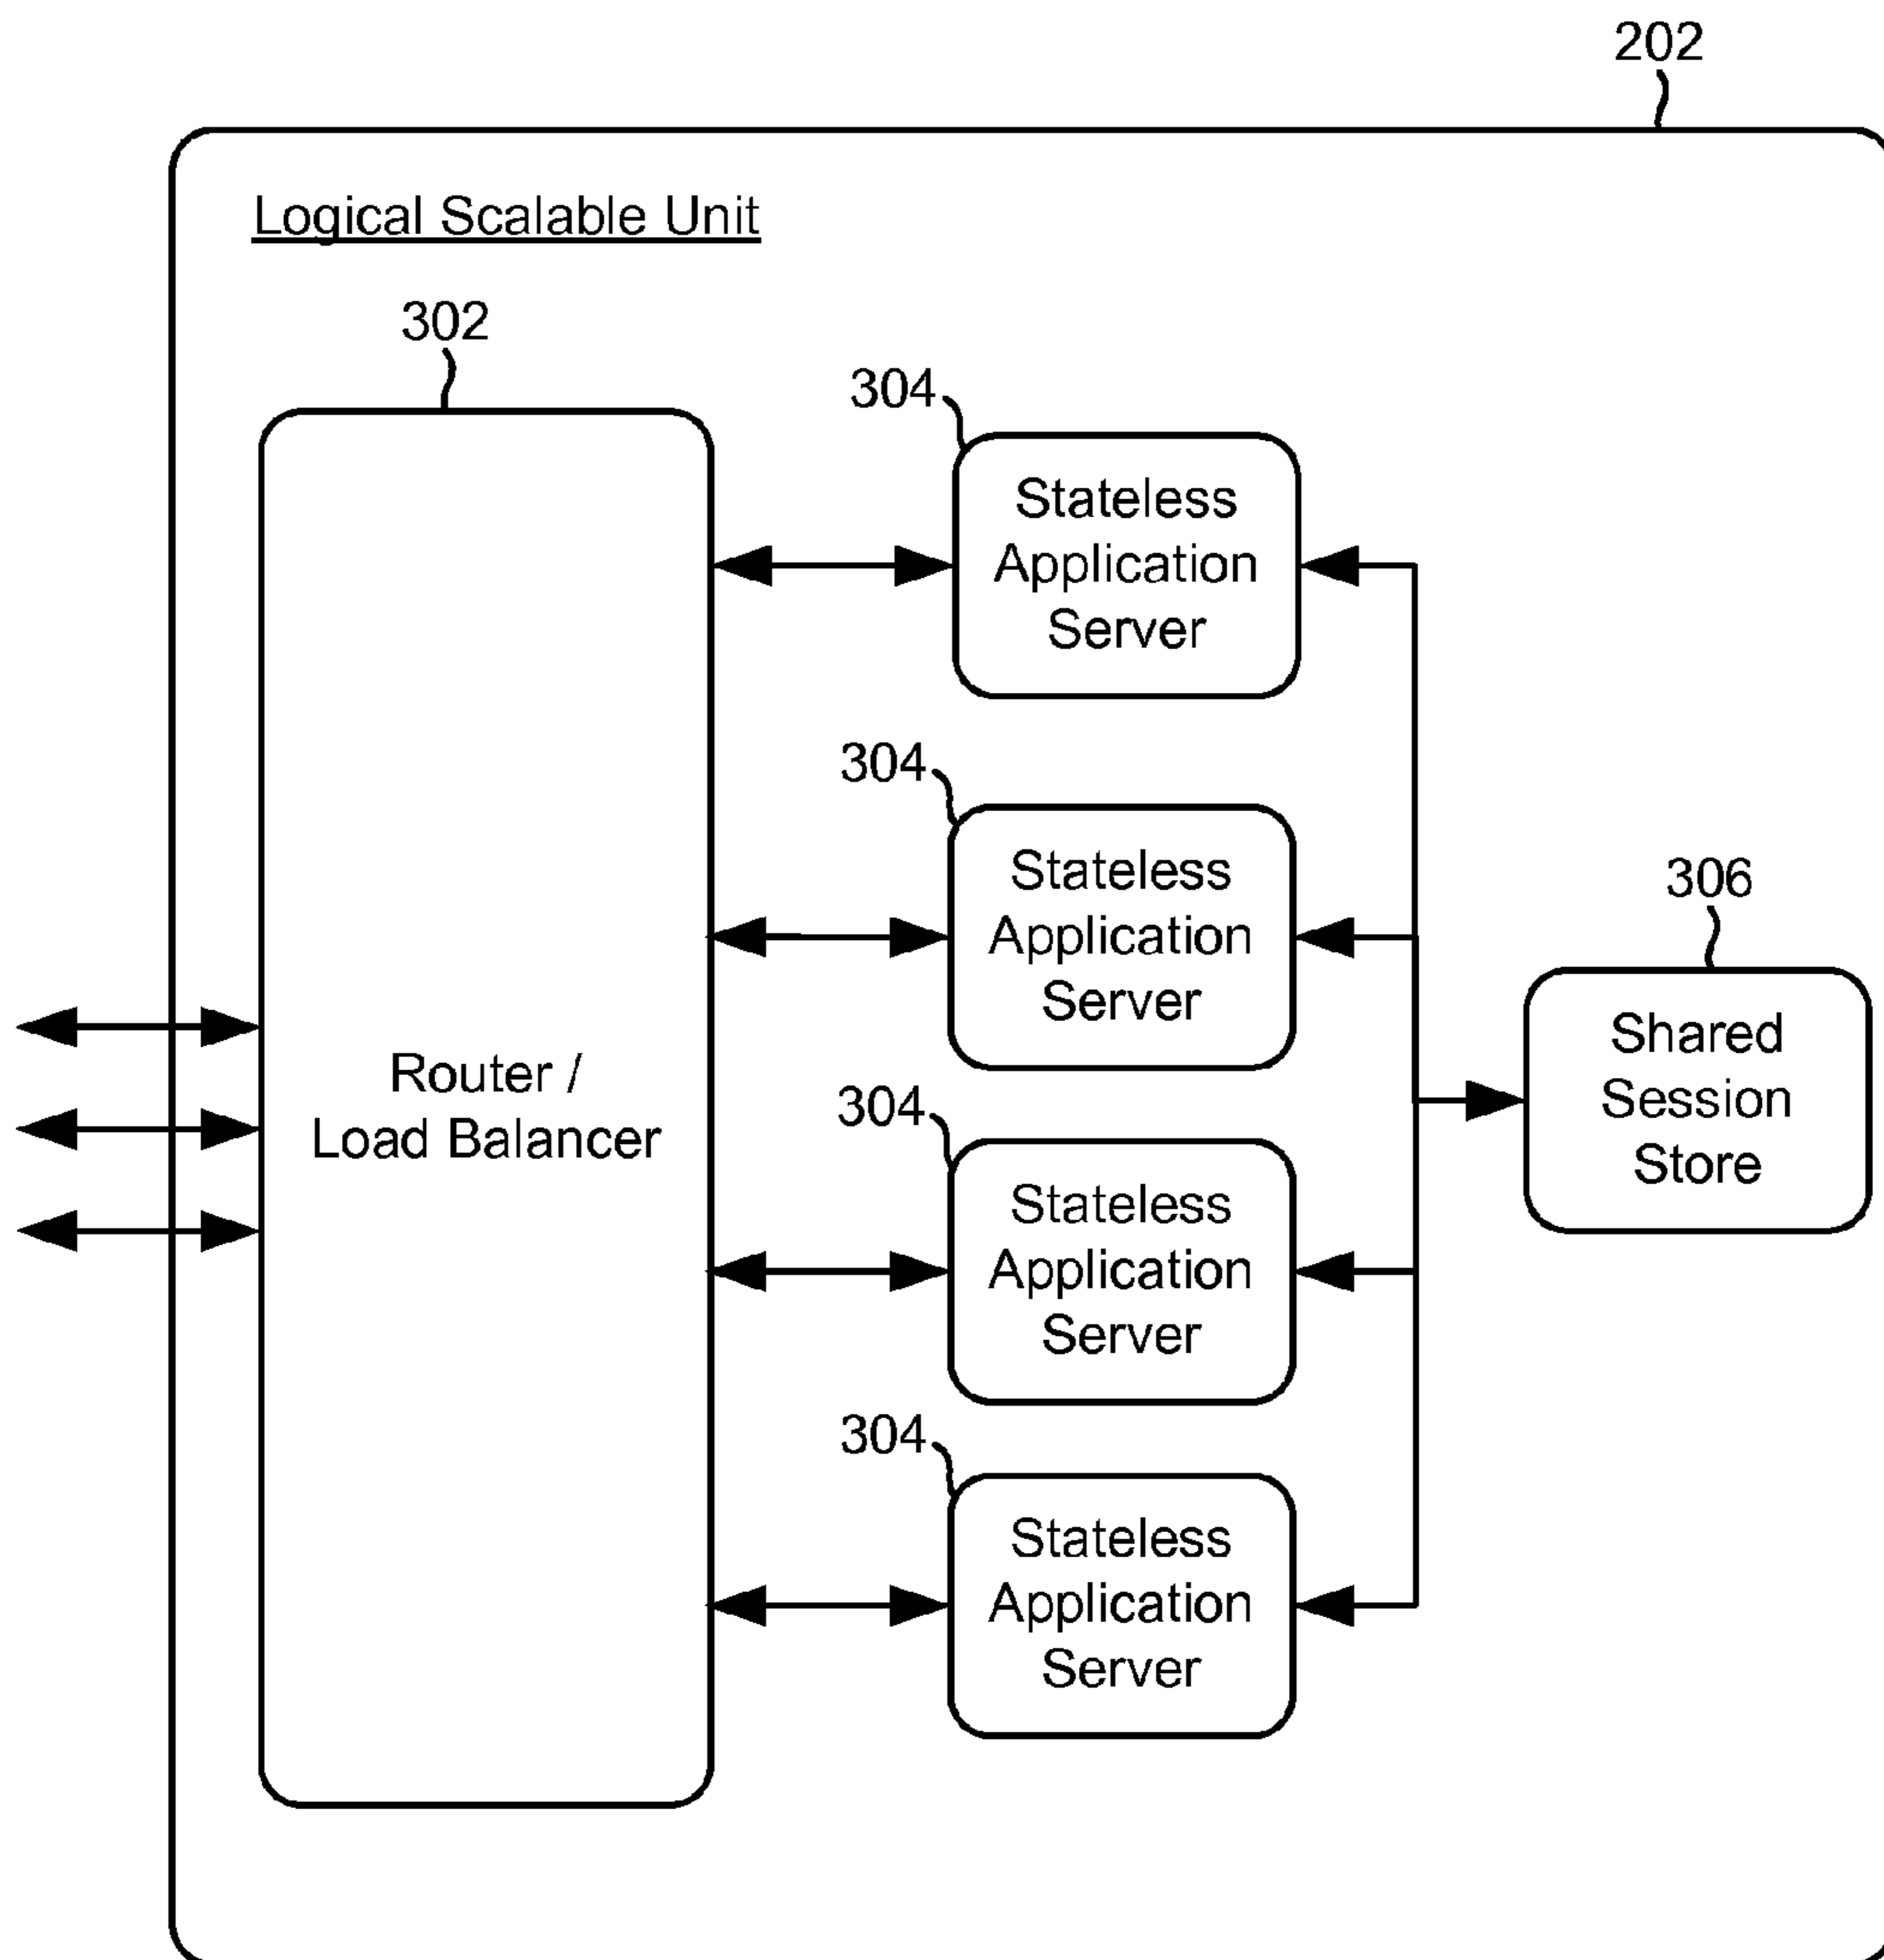 202
Logical Scalable Unit
302
304
Stateless
Application
Server
304
Stateless
Application
Server
306
Shared
Session
Store
Router /
Load Balancer
304
Stateless
Application
Server
304
Stateless
Application
Server